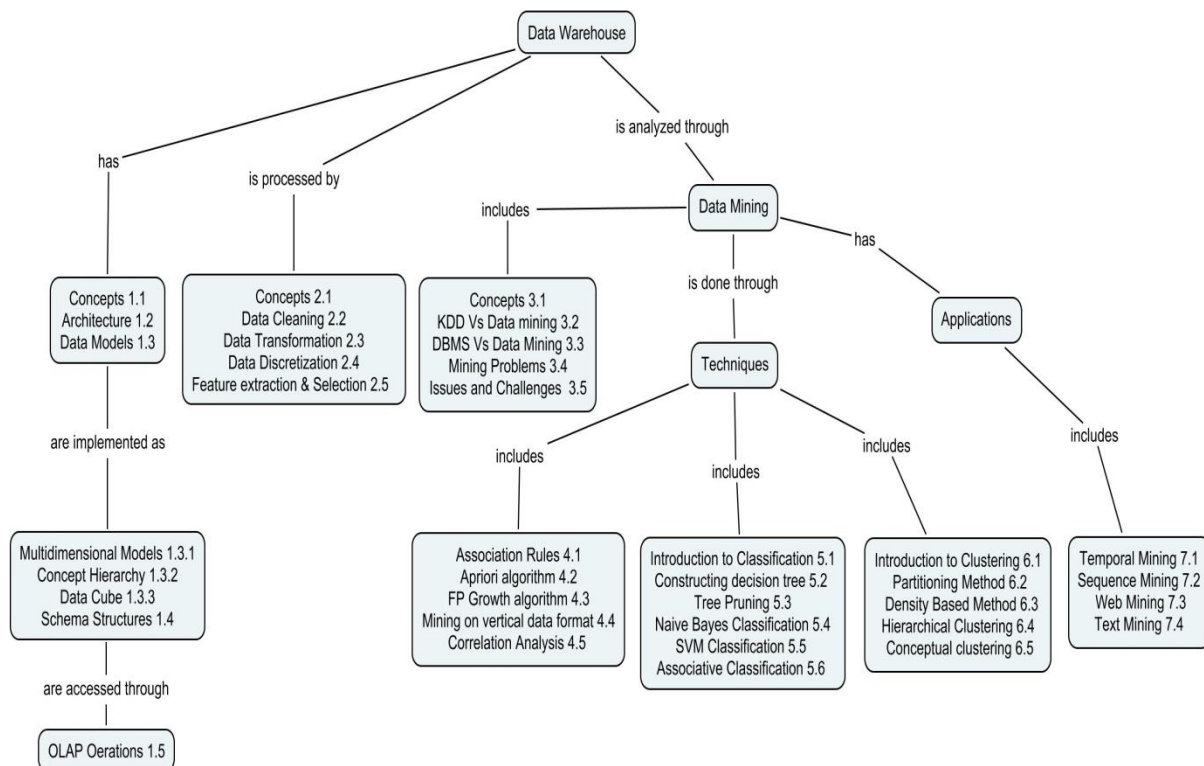 Data Warehouse
is analyzed through
has
is processed by
Data Mining
includes
has
is done through
Concepts 1.1
Architecture 1.2
Data Models 1.3
Concepts 2.1
Data Cleaning 2.2
Data Transformation 2.3
Data Discretization 2.4
Feature extraction & Selection 2.5
Concepts 3.1
KDD Vs Data mining 3.2
DBMS Vs Data Mining 3.3
Mining Problems 3.4
Issues and Challenges 3.5
Applications
Techniques
are implemented as
includes
includes
includes
includes
Multidimensional Models 1.3.1
Concept Hierarchy 1.3.2
Data Cube 1.3.3
Schema Structures 1.4
Association Rules 4.1
Apriori algorithm 4.2
FP Growth algorithm 4.3
Mining on vertical data format 4.4
Correlation Analysis 4.5
Introduction to Classification 5.1
Constructing decision tree 5.2
Tree Pruning 5.3
Naive Bayes Classification 5.4
SVM Classification 5.5
Associative Classification 5.6
Introduction to Clustering 6.1
Partitioning Method 6.2
Density Based Method 6.3
Hierarchical Clustering 6.4
Conceptual clustering 6.5
Temporal Mining 7.1
Sequence Mining 7.2
Web Mining 7.3
Text Mining 7.4
are accessed through
OLAP Oerations 1.5